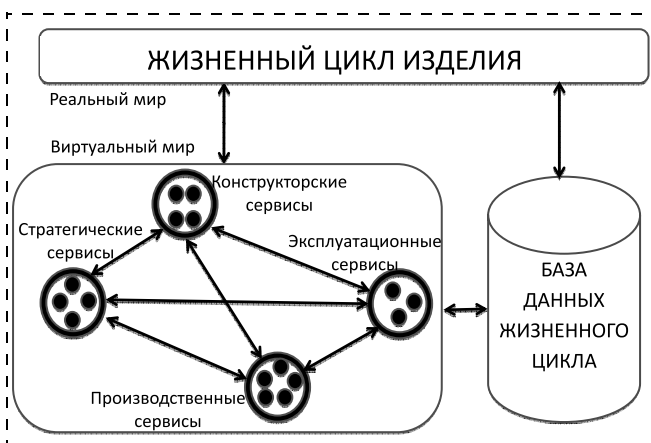 ЖИЗНЕННЫЙ ЦИКЛ ИЗДЕЛИЯ
Реальный мир
Виртуальный мир
Конструкторские
сервисы
Стратегические
сервисы
Эксплуатационные
сервисы
БАЗА
ДАННЫХ
ЖИЗНЕННОГО
ЦИКЛА
Производственные
сервисы